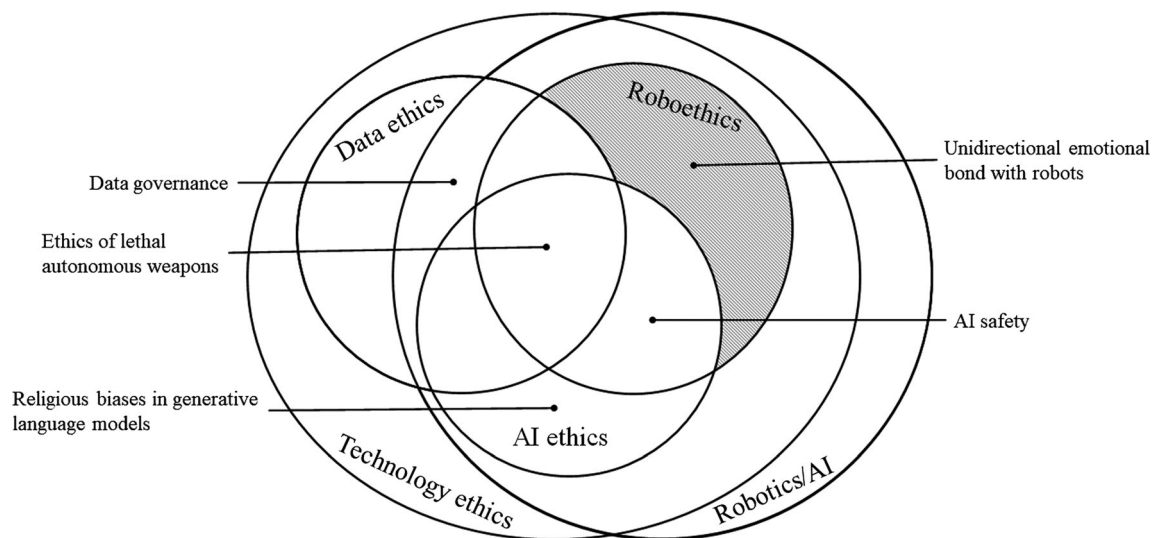 Data ethics
Roboethics
Data governance
Ethics of lethal
autonomous weapons
Religious biases in generative
language models
Unidirectional emotional
bond with robots
AI safety
AI ethics
Technology ethics
Robotics/AI